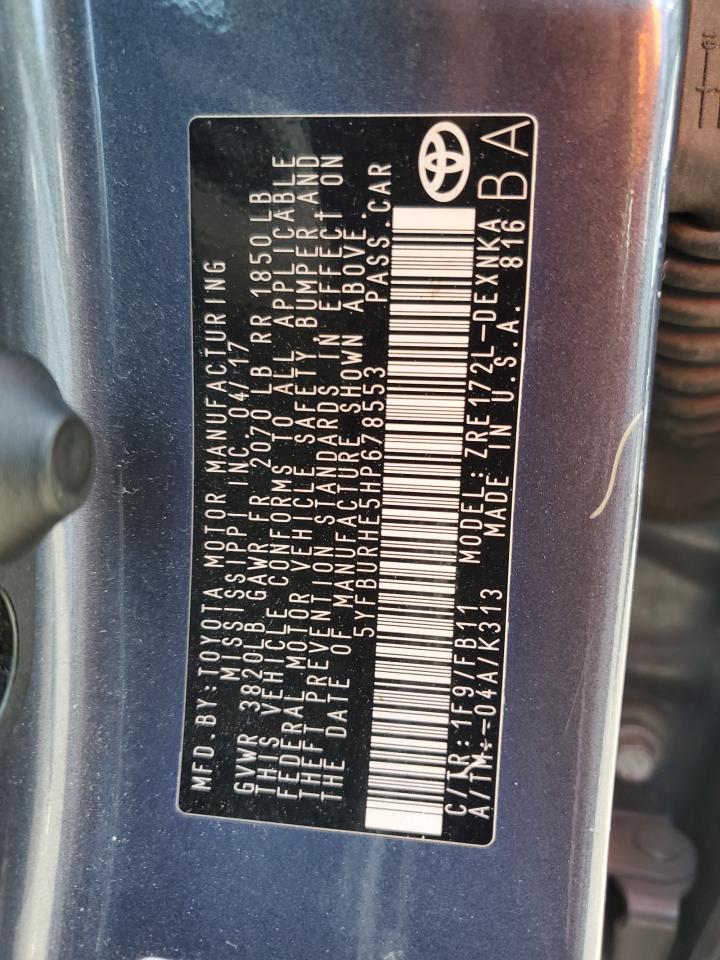 MFD.BY:TOYOTA MOTOR MANUFACTURING
MISSISSIPPI INC.04/17
GVWR 3820LB GAWR FR 2070 LB RR 1850 LB
THIS VEHICLE CONFORMS TO ALL APPLICABLE
FEDERAL MOTOR VEHICLE SAFETY, BUMPER AND
THEFT PREVENTION STANDARDS IN EFFECT ON
THE DATE OF MANUFACTURE SHOWN ABOVE.
5YFBURHE5HP678553 PASS.CAR
C/TR:1F9/FB11 MODEL:ZRE172L-DEXNKA
A/TM:-04A/K313 MADE IN U.S.A. 816
BA